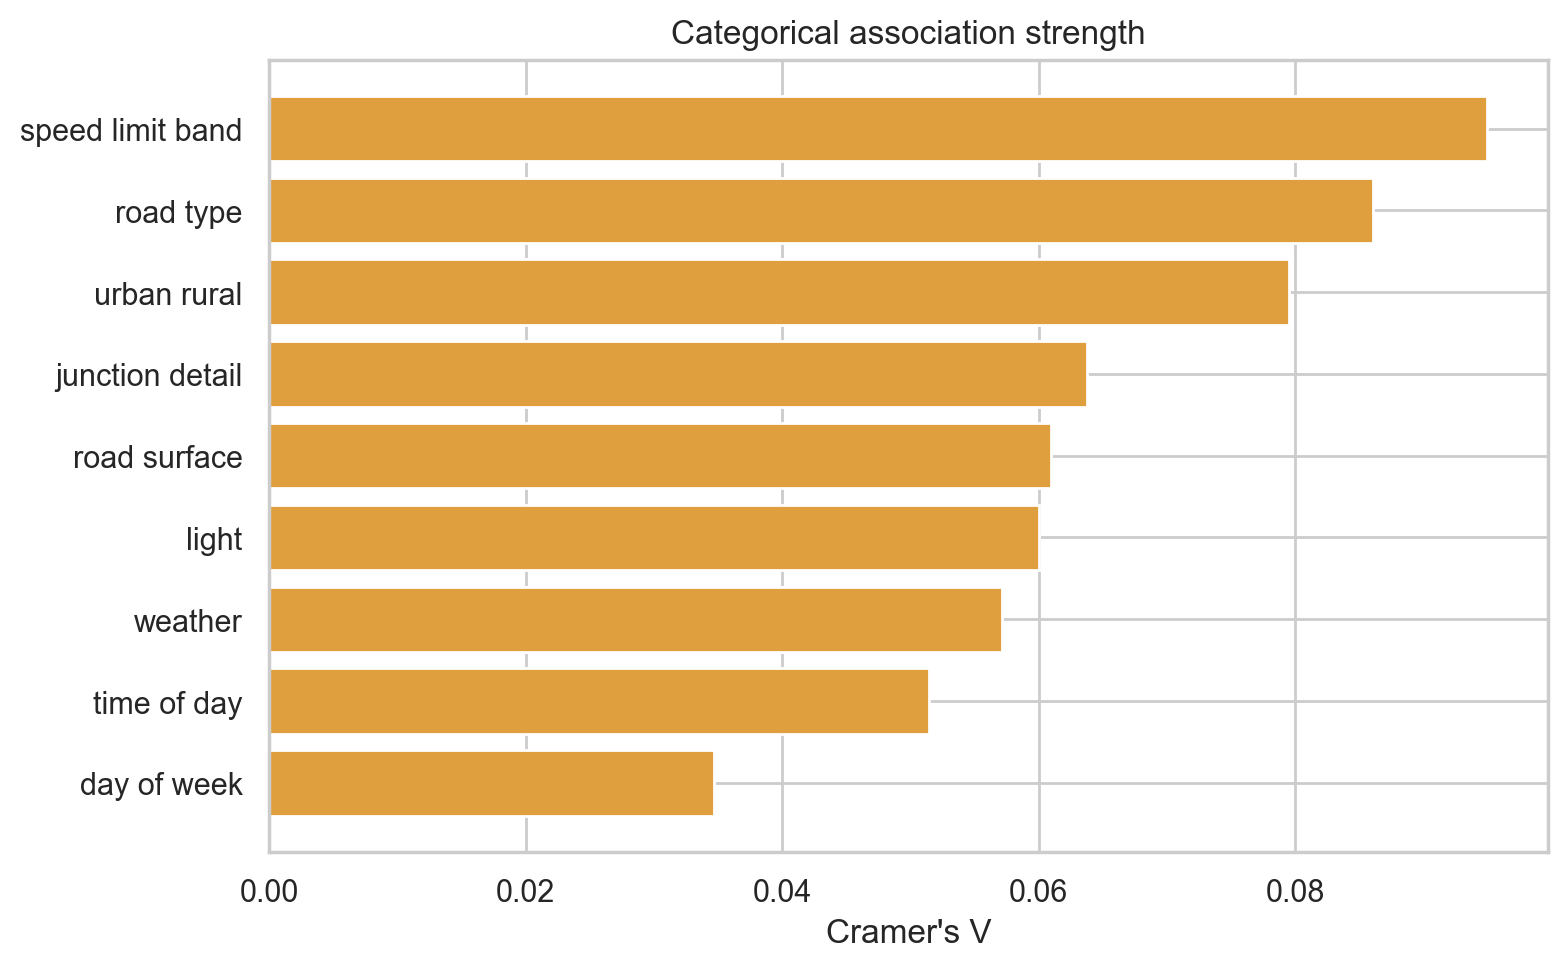 Categorical association strength
speed limit band
road type
urban rural
junction detail
road surface
light
weather
time of day
day of week
0.00 0.02 0.04 0.06 0.08
Cramer's V